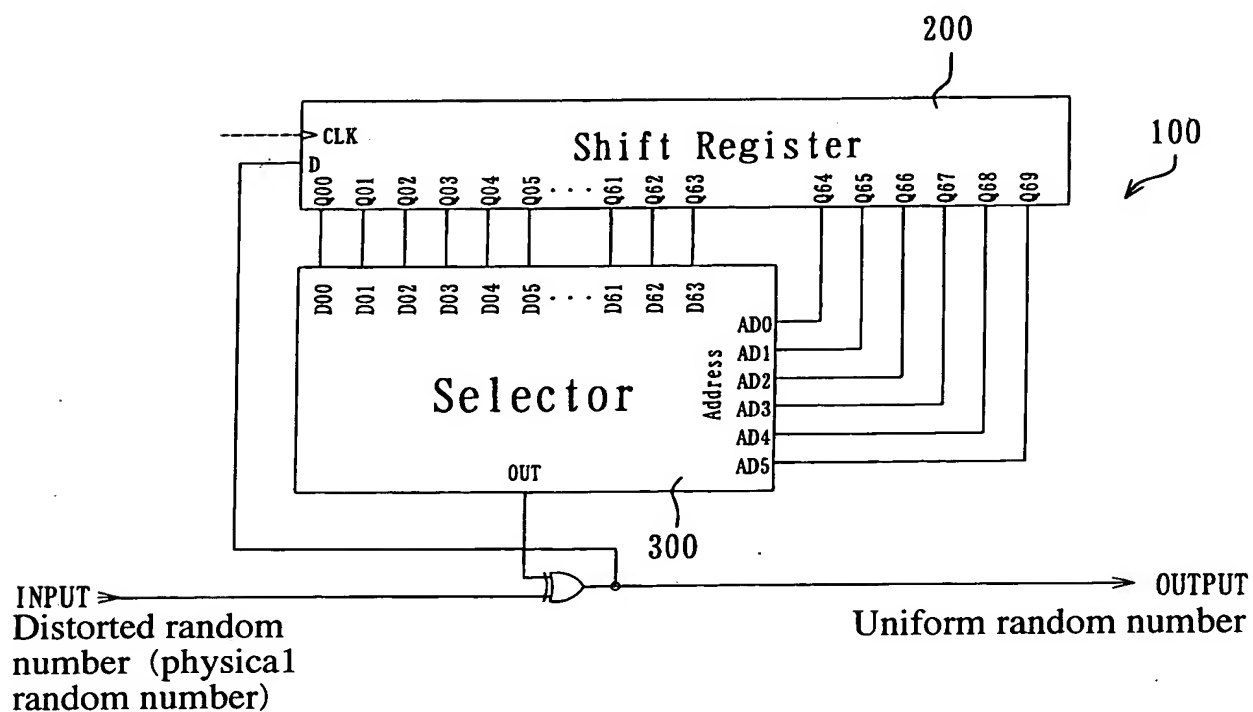 200
100
CLK
Shift Register
D
Q00 Q01 Q02 Q03 Q04 Q05 ··· Q61 Q62 Q63 Q64 Q65 Q66 Q67 Q68 Q69
D00 D01 D02 D03 D04 D05 ··· D61 D62 D63
AD0
AD1
AD2
AD3
AD4
AD5
Address
Selector
OUT
300
INPUT
OUTPUT
Distorted random
number (physical
random number)
Uniform random number